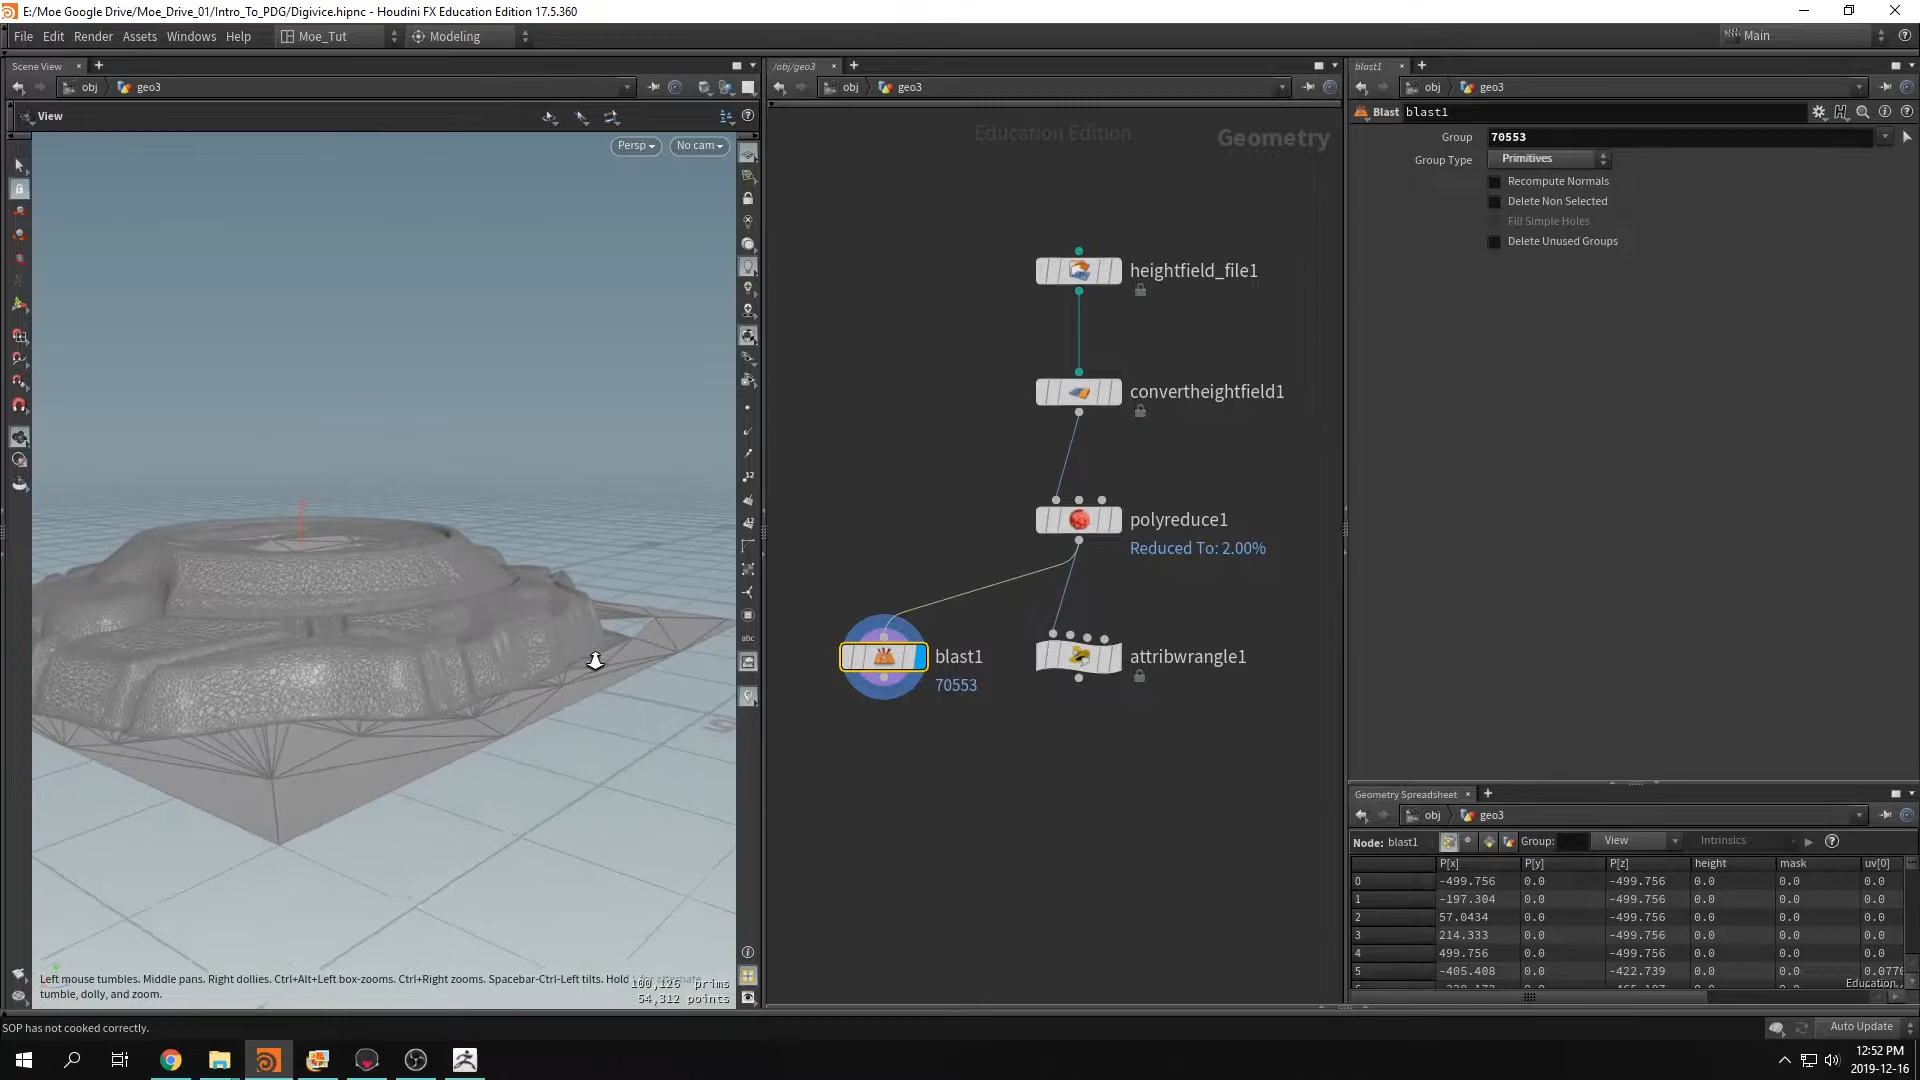 E:/Moe Google Drive/Moe_Drive_01/Intro_To_PDG/Digivice.hipnc - Houdini FX Education Edition 17.5.360
File Edit Render Assets Windows Help Moe_Tut Modeling Main
Scene View
obj geo3
View
Persp No cam
Left mouse tumbles. Middle pans. Right dollies. Ctrl+Alt+Left box-zooms. Ctrl+Right zooms. Spacebar-Ctrl-Left tilts. Hold
tumble, dolly, and zoom.
100,126 prims
54,312 points
/obj/geo3
obj geo3
Education Edition
Geometry
heightfield_file1
convertheightfield1
polyreduce1
Reduced To: 2.00%
blast1
70553
attribwrangle1
blast1
obj geo3
Blast blast1
Group 70553
Group Type Primitives
Recompute Normals
Delete Non Selected
Fill Simple Holes
Delete Unused Groups
Geometry Spreadsheet
obj geo3
Node: blast1 Group: View Intrinsics
P[x] P[y] P[z] height mask uv[0]
0 -499.756 0.0 -499.756 0.0 0.0 0.0
1 -197.304 0.0 -499.756 0.0 0.0 0.0
2 57.0434 0.0 -499.756 0.0 0.0 0.0
3 214.333 0.0 -499.756 0.0 0.0 0.0
4 499.756 0.0 -499.756 0.0 0.0 0.0
5 -405.408 0.0 -422.739 0.0 0.0
Education
SOP has not cooked correctly.
Auto Update
12:52 PM
2019-12-16
abc
12
12